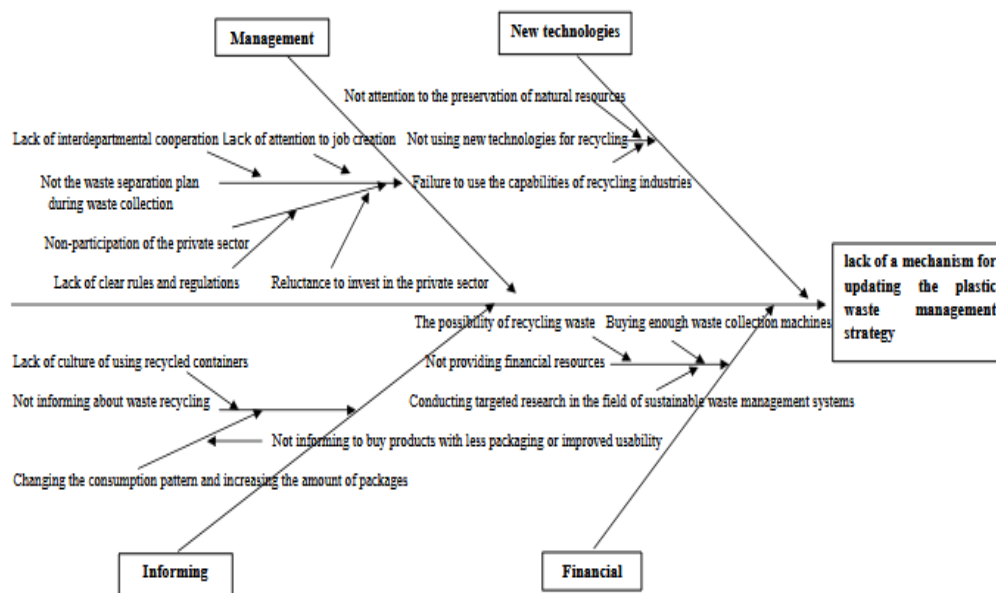 New technologies
Management
Not attention to the preservation of natural resources
Lack of interdepartmental cooperation Lack of attention to job creation
Not using new technologies for recycling
Not the waste separation plan
during waste collection
Failure to use the capabilities of recycling industries
Non-participation of the private sector
Lack of clear rules and regulations
Reluctance to invest in the private sector
lack of a mechanism for
updating the plastic
waste management
strategy
The possibility of recycling waste
Buying enough waste collection machines
Lack of culture of using recycled containers
Not providing financial resources
Not informing about waste recycling
Conducting targeted research in the field of sustainable waste management systems
Not informing to buy products with less packaging or improved usability
Changing the consumption pattern and increasing the amount of packages
Informing
Financial